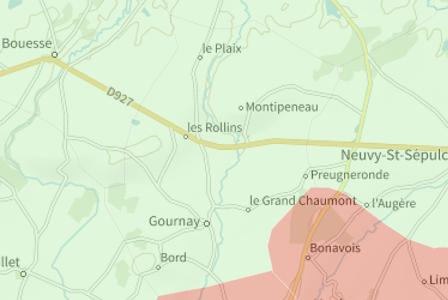 Bouesse
le Plaix
D927
Montipeneau
les Rollins
Neuvy-St-Sépulc
Preugneronde
le Grand Chaumont
l'Augère
Gournay
Bonavois
Bord
llet
Lim